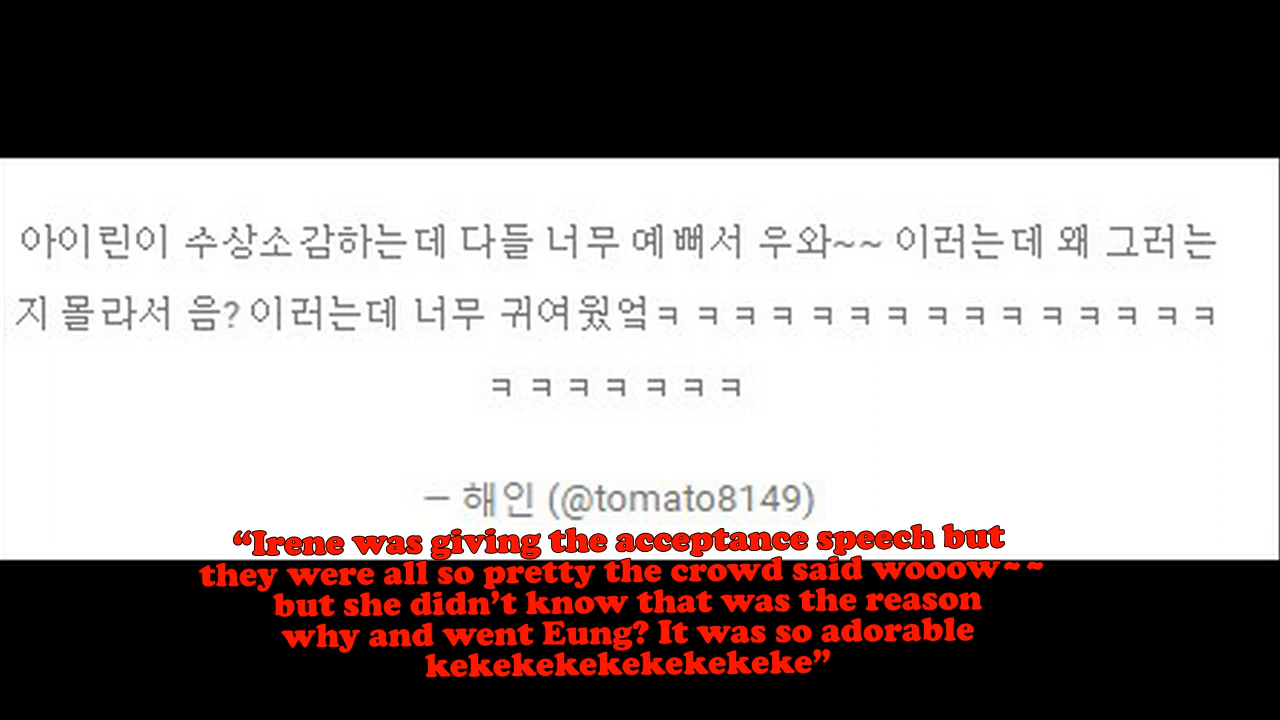 아이린이 수상소감하는데 다들 너무 예뻐서 우와~~ 이러는데 왜 그러는
지 몰라서 음? 이러는데 너무 귀여웠엌ㅋㅋㅋㅋㅋㅋㅋㅋㅋㅋㅋㅋㅋㅋㅋ
ㅋㅋㅋㅋㅋㅋㅋ
– 해인 (@tomato8149)
“Irene was giving the acceptance speech but
they were all so pretty the crowd said wooow~~
but she didn’t know that was the reason
why and went Eung? It was so adorable
kekekekekekekekeke”